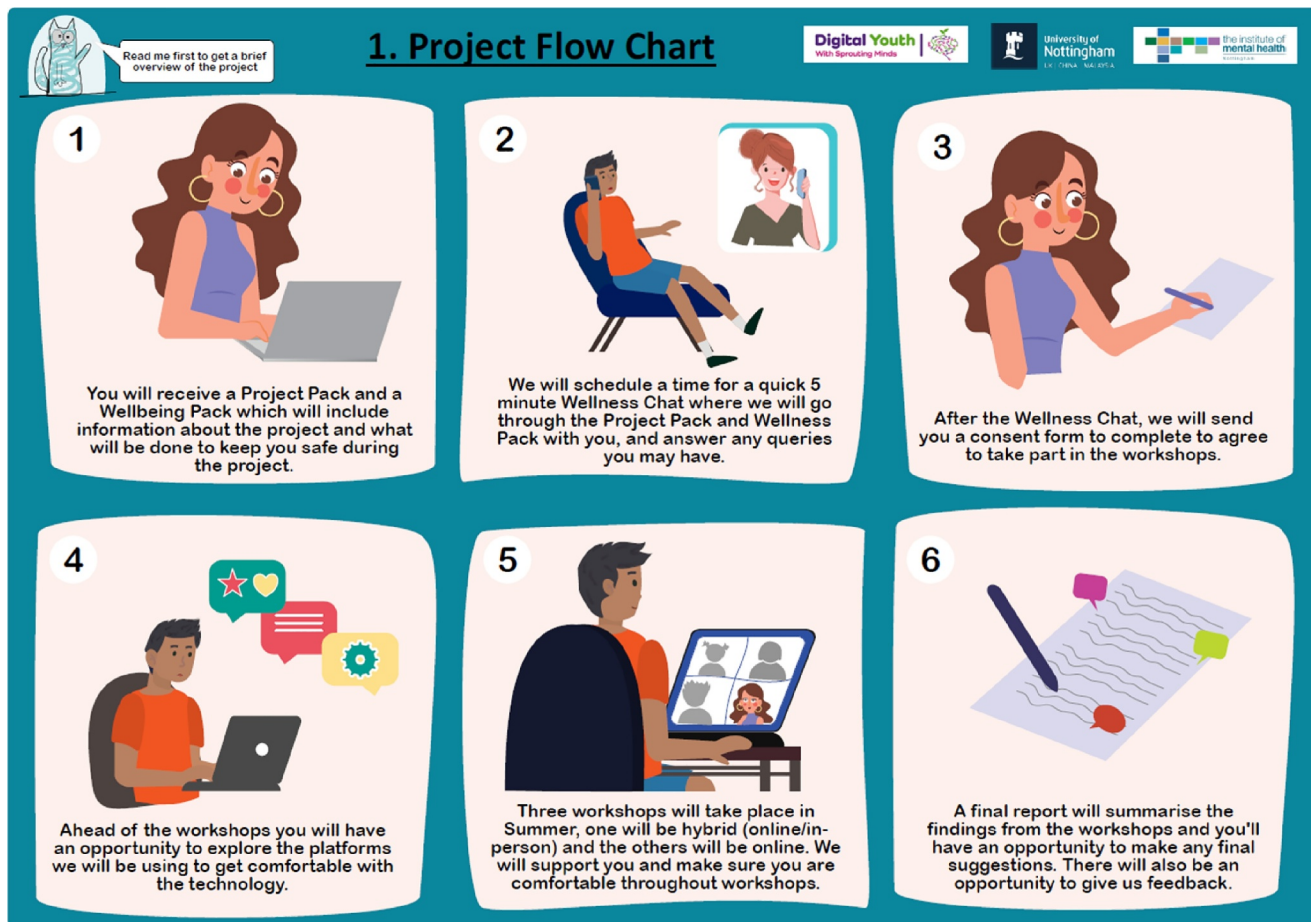 Read me first to get a brief
overview of the project
1. Project Flow Chart
Digital Youth
With Sprouting Minds
University of
Nottingham
UK | CHINA | MALAYSIA
the institute of
mental health
Nottingham
1
You will receive a Project Pack and a
Wellbeing Pack which will include
information about the project and what
will be done to keep you safe during
the project.
2
We will schedule a time for a quick 5
minute Wellness Chat where we will go
through the Project Pack and Wellness
Pack with you, and answer any queries
you may have.
3
After the Wellness Chat, we will send
you a consent form to complete to agree
to take part in the workshops.
4
Ahead of the workshops you will have
an opportunity to explore the platforms
we will be using to get comfortable with
the technology.
5
Three workshops will take place in
Summer, one will be hybrid (online/in-
person) and the others will be online. We
will support you and make sure you are
comfortable throughout workshops.
6
A final report will summarise the
findings from the workshops and you'll
have an opportunity to make any final
suggestions. There will also be an
opportunity to give us feedback.